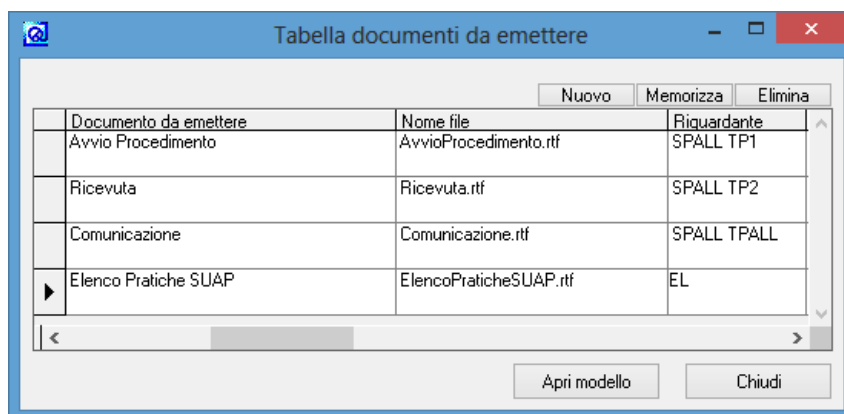 Tabella documenti da emettere
Nuovo Memorizza Elimina
Documento da emettere Nome file Riguardante
Avvio Procedimento AvvioProcedimento.rtf SPALL TP1
Ricevuta Ricevuta.rtf SPALL TP2
Comunicazione Comunicazione.rtf SPALL TPALL
Elenco Pratiche SUAP ElencoPraticheSUAP.rtf EL
Apri modello Chiudi